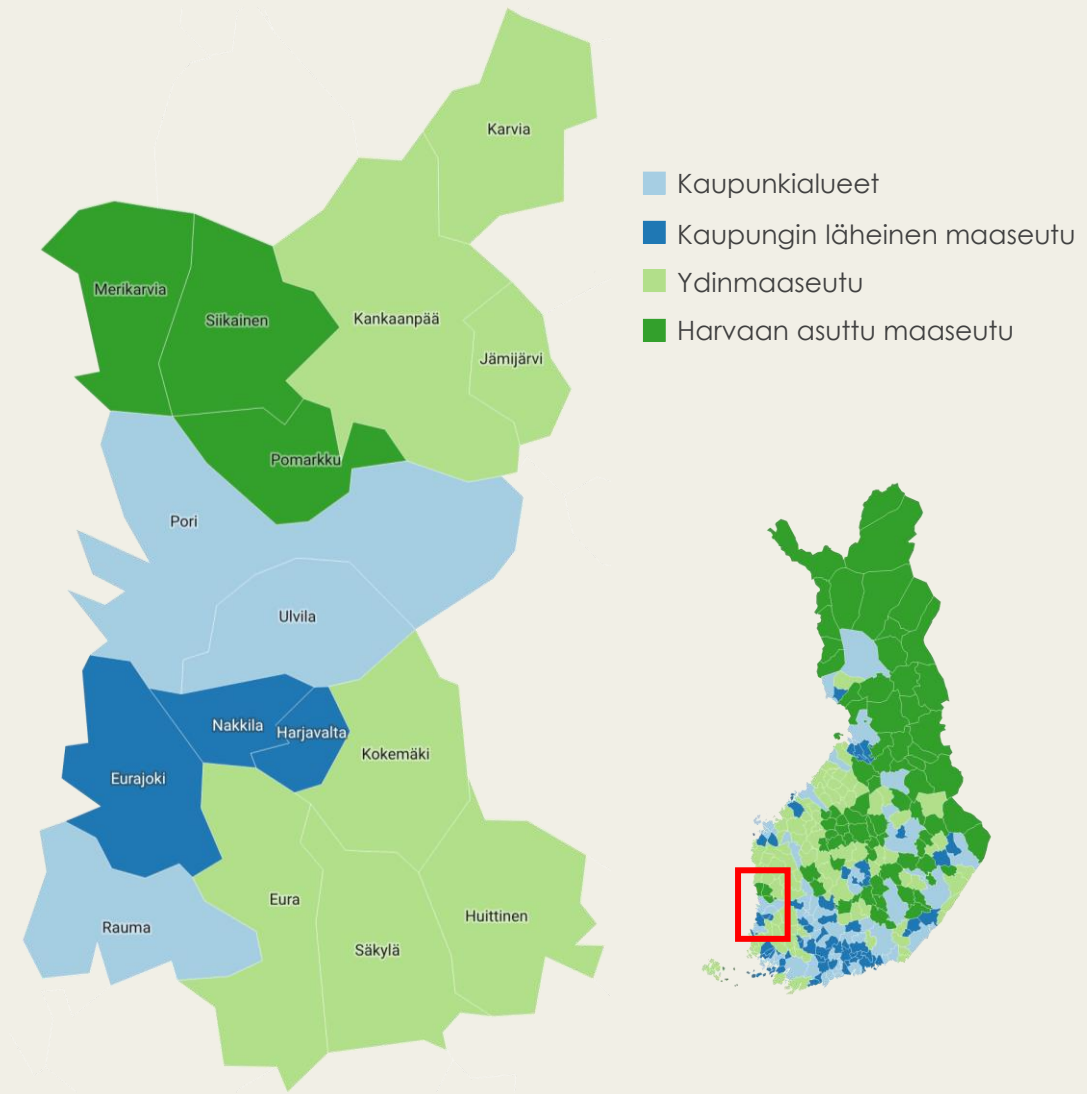 Karvia
Kaupunkialueet
Kaupungin läheinen maaseutu
Ydinmaaseutu
Harvaan asuttu maaseutu
Merikarvia
Siikainen
Kankaanpää
Jämijärvi
Pomarkku
Pori
Ulvila
Nakkila
Harjavalta
Kokemäki
Eurajoki
Eura
Huittinen
Rauma
Säkylä